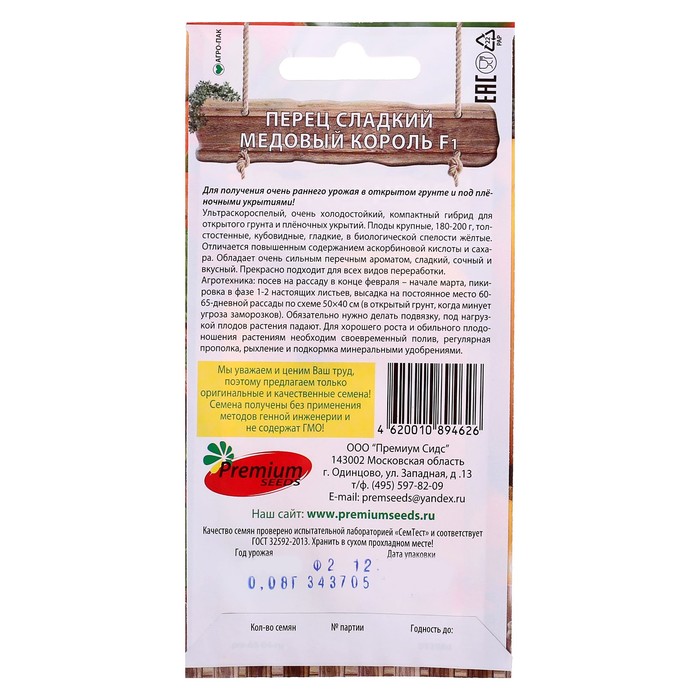 АГРО-ПАК
22
PAP
EAC
ПЕРЕЦ СЛАДКИЙ
МЕДОВЫЙ КОРОЛЬ F1
Для получения очень раннего урожая в открытом грунте и под плё-
ночными укрытиями!
Ультраскороспелый, очень холодостойкий, компактный гибрид для
открытого грунта и плёночных укрытий. Плоды крупные, 180-200 г, тол-
стостенные, кубовидные, гладкие, в биологической спелости жёлтые.
Отличается повышенным содержанием аскорбиновой кислоты и саха-
ра. Обладает очень сильным перечным ароматом, сладкий, сочный и
вкусный. Прекрасно подходит для всех видов переработки.
Агротехника: посев на рассаду в конце февраля – начале марта, пики-
ровка в фазе 1-2 настоящих листьев, высадка на постоянное место 60-
65-дневной рассады по схеме 50×40 см (в открытый грунт, когда минует
угроза заморозков). Обязательно нужно делать подвязку, под нагруз-
кой плодов растения падают. Для хорошего роста и обильного плодо-
ношения растениям необходим своевременный полив, регулярная
прополка, рыхление и подкормка минеральными удобрениями.
Мы уважаем и ценим Ваш труд,
поэтому предлагаем только
оригинальные и качественные семена!
Семена получены без применения
методов генной инженерии и
не содержат ГМО!
4 620010 894626
Premium
SEEDS
ООО "Премиум Сидс"
143002 Московская область
г. Одинцово, ул. Западная, д .13
т/ф. (495) 597-82-09
E-mail: premseeds@yandex.ru
Наш сайт: www.premiumseeds.ru
Качество семян проверено испытательной лабораторией «СемТест» и соответствует
ГОСТ 32592-2013. Хранить в сухом прохладном месте!
Год урожая Дата упаковки
Ф2 12.
0,08Г 343705
Кол-во семян № партии Годность до: